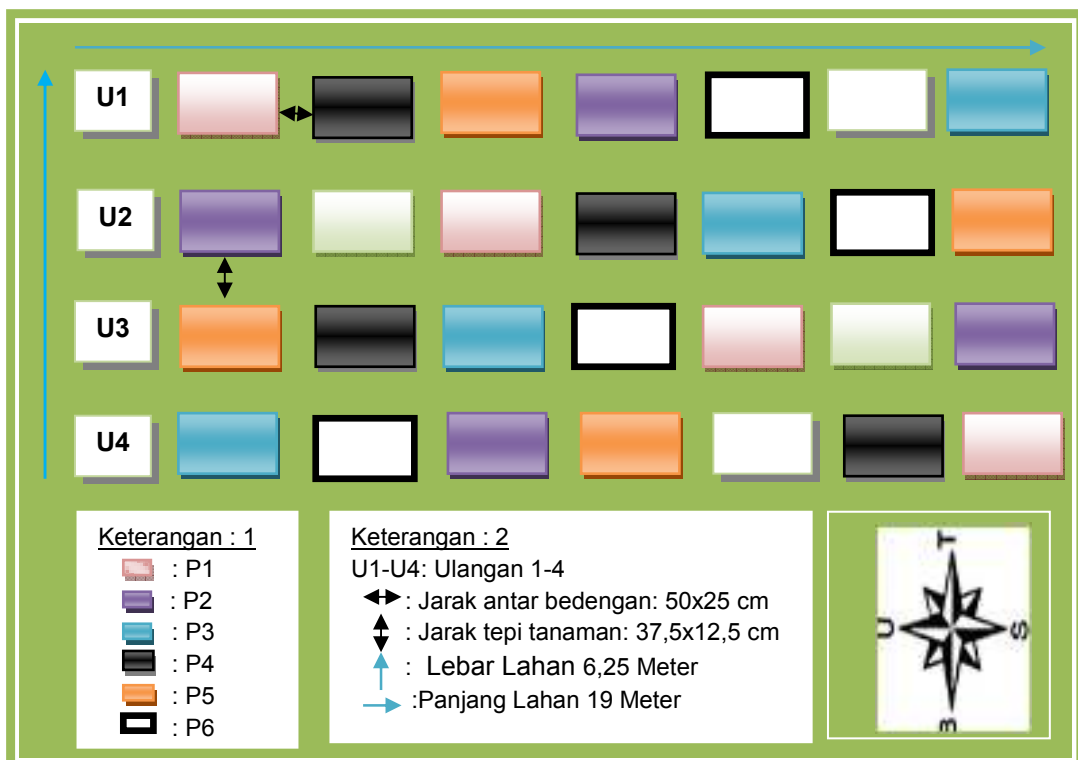 U1
U2
U3
U4
Keterangan : 1
: P1
: P2
: P3
: P4
: P5
: P6
Keterangan : 2
U1-U4: Ulangan 1-4
: Jarak antar bedengan: 50x25 cm
: Jarak tepi tanaman: 37,5x12,5 cm
: Lebar Lahan 6,25 Meter
:Panjang Lahan 19 Meter
T
U
S
B